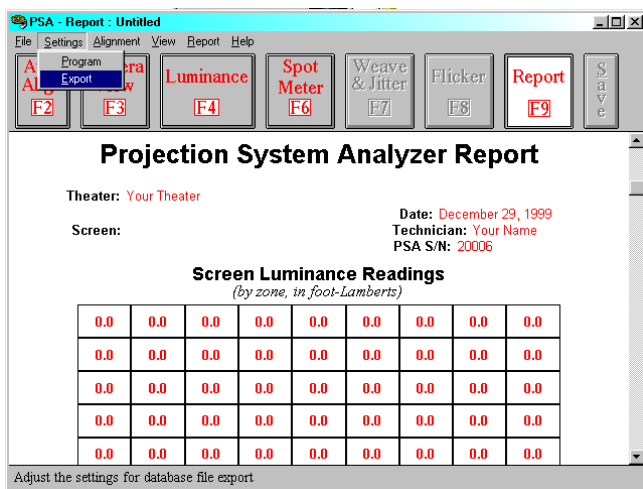 PSA - Report : Untitled
File Settings Alignment View Report Help
Program
Export
F2
F3
Luminance
F4
Spot
Meter
F6
Weave
& Jitter
F7
Flicker
F8
Report
F9
Save
Projection System Analyzer Report
Theater: Your Theater
Date: December 29, 1999
Screen:
Technician: Your Name
PSA S/N: 20006
Screen Luminance Readings
(by zone, in foot-Lamberts)
0.0 0.0 0.0 0.0 0.0 0.0 0.0 0.0 0.0
0.0 0.0 0.0 0.0 0.0 0.0 0.0 0.0 0.0
0.0 0.0 0.0 0.0 0.0 0.0 0.0 0.0 0.0
0.0 0.0 0.0 0.0 0.0 0.0 0.0 0.0 0.0
0.0 0.0 0.0 0.0 0.0 0.0 0.0 0.0 0.0
Adjust the settings for database file export